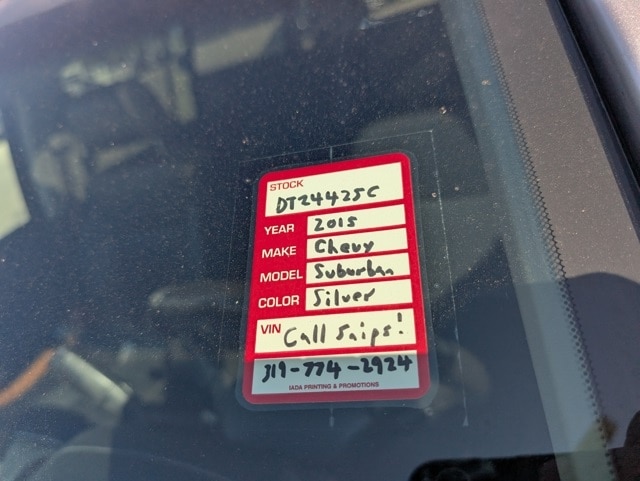 STOCK
DT24425C
YEAR 2015
MAKE Chevy
MODEL Suburban
COLOR Silver
VIN Call Snips!
319-774-2924
IADA PRINTING & PROMOTIONS